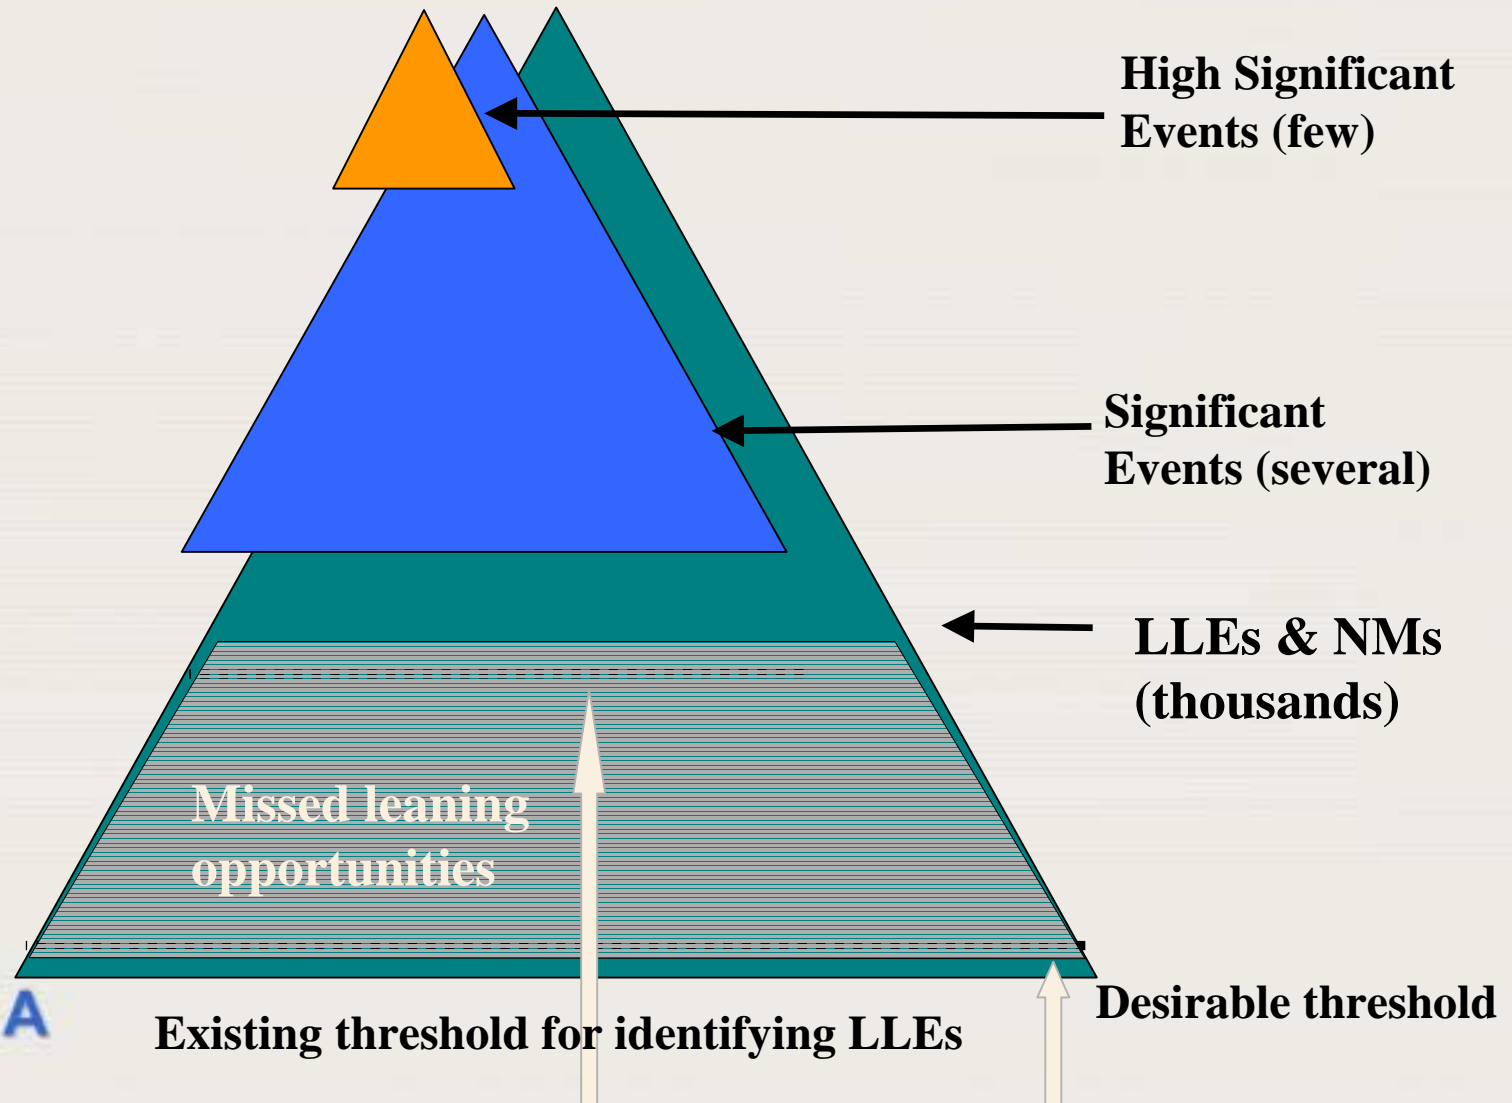 High Significant
Events (few)
Significant
Events (several)
LLEs & NMs
(thousands)
Missed leaning
opportunities
Desirable threshold
A
Existing threshold for identifying LLEs